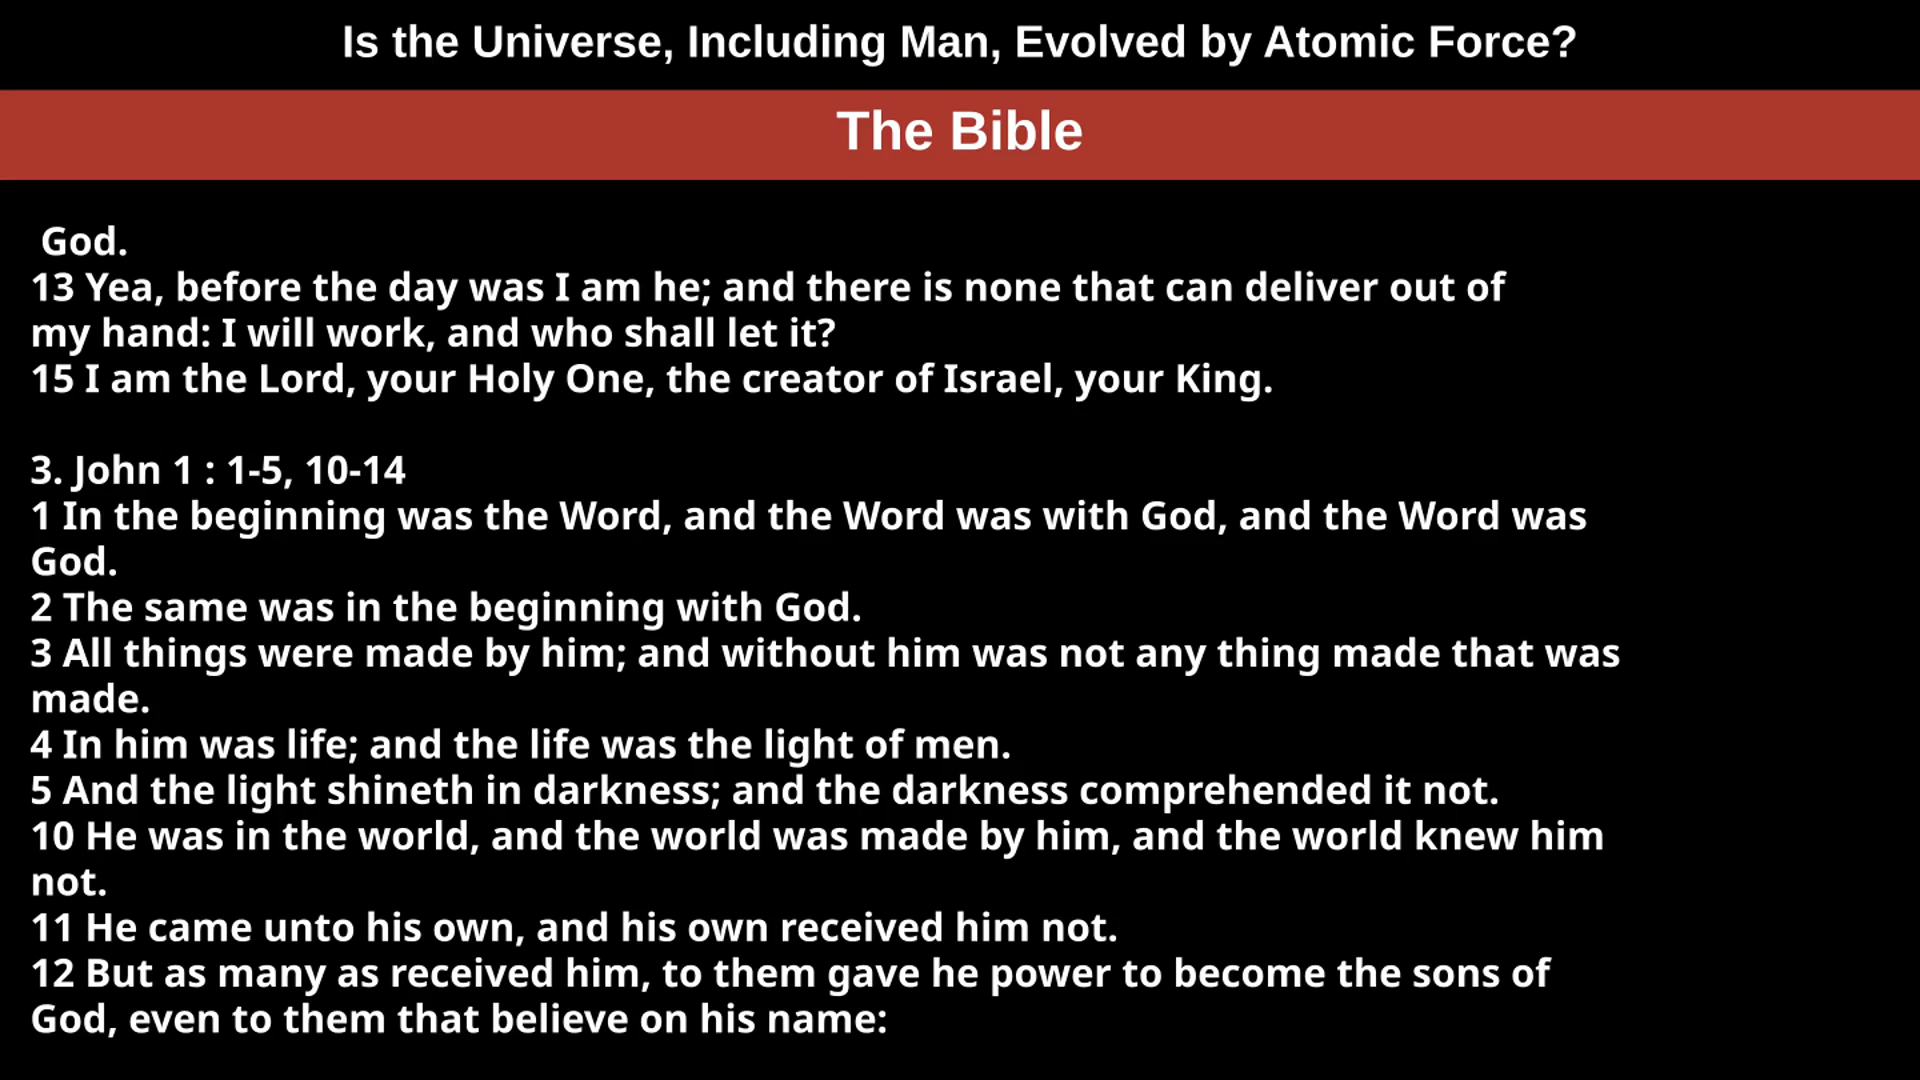 Is the Universe, Including Man, Evolved by Atomic Force?
The Bible
God.
13 Yea, before the day was I am he; and there is none that can deliver out of
my hand: I will work, and who shall let it?
15 I am the Lord, your Holy One, the creator of Israel, your King.
3. John 1 : 1-5, 10-14
1 In the beginning was the Word, and the Word was with God, and the Word was
God.
2 The same was in the beginning with God.
3 All things were made by him; and without him was not any thing made that was
made.
4 In him was life; and the life was the light of men.
5 And the light shineth in darkness; and the darkness comprehended it not.
10 He was in the world, and the world was made by him, and the world knew him
not.
11 He came unto his own, and his own received him not.
12 But as many as received him, to them gave he power to become the sons of
God, even to them that believe on his name: